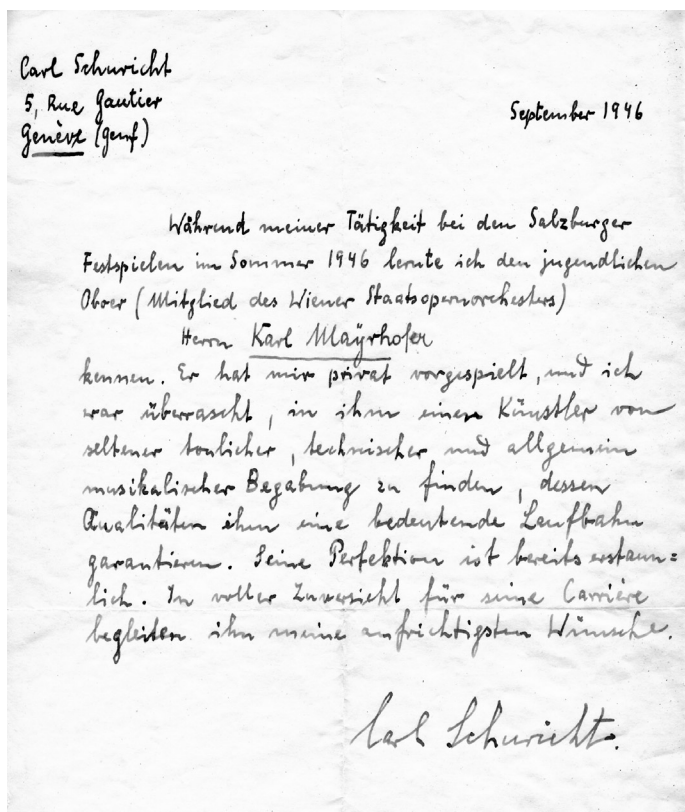 Carl Schuricht
5, Rue Gautier
Genève (Genf)
September 1946
Während meiner Tätigkeit bei den Salzburger
Festspielen im Sommer 1946 lernte ich den jugendlichen
Oboer (Mitglied des Wiener Staatsopernorchesters)
Herrn Karl Mayrhofer
kennen. Er hat mir privat vorgespielt, und ich
war überrascht, in ihm einen Künstler von
seltener tonlicher, technischer und allgemein
musikalischer Begabung zu finden, dessen
Qualitäten ihm eine bedeutende Laufbahn
garantieren. Seine Perfektion ist bereits erstaun=
lich. In voller Zuversicht für seine Carrière
begleiten ihn meine aufrichtigsten Wünsche.
Carl Schuricht.